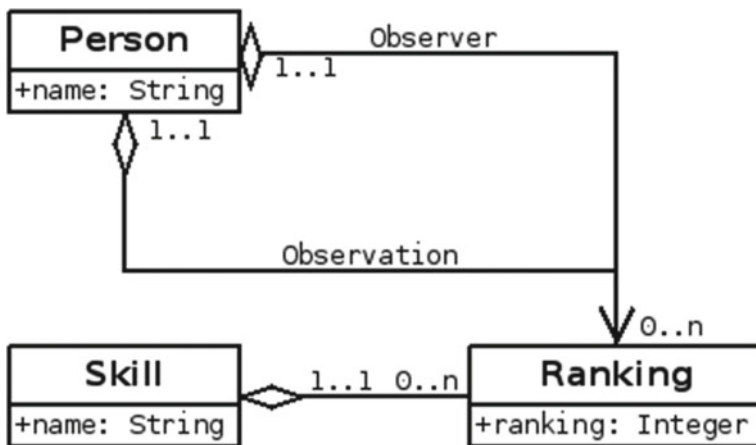 Person
Observer
1..1
+name: String
1..1
Observation
0..n
Skill
1..1 0..n
Ranking
+name: String
+ranking: Integer